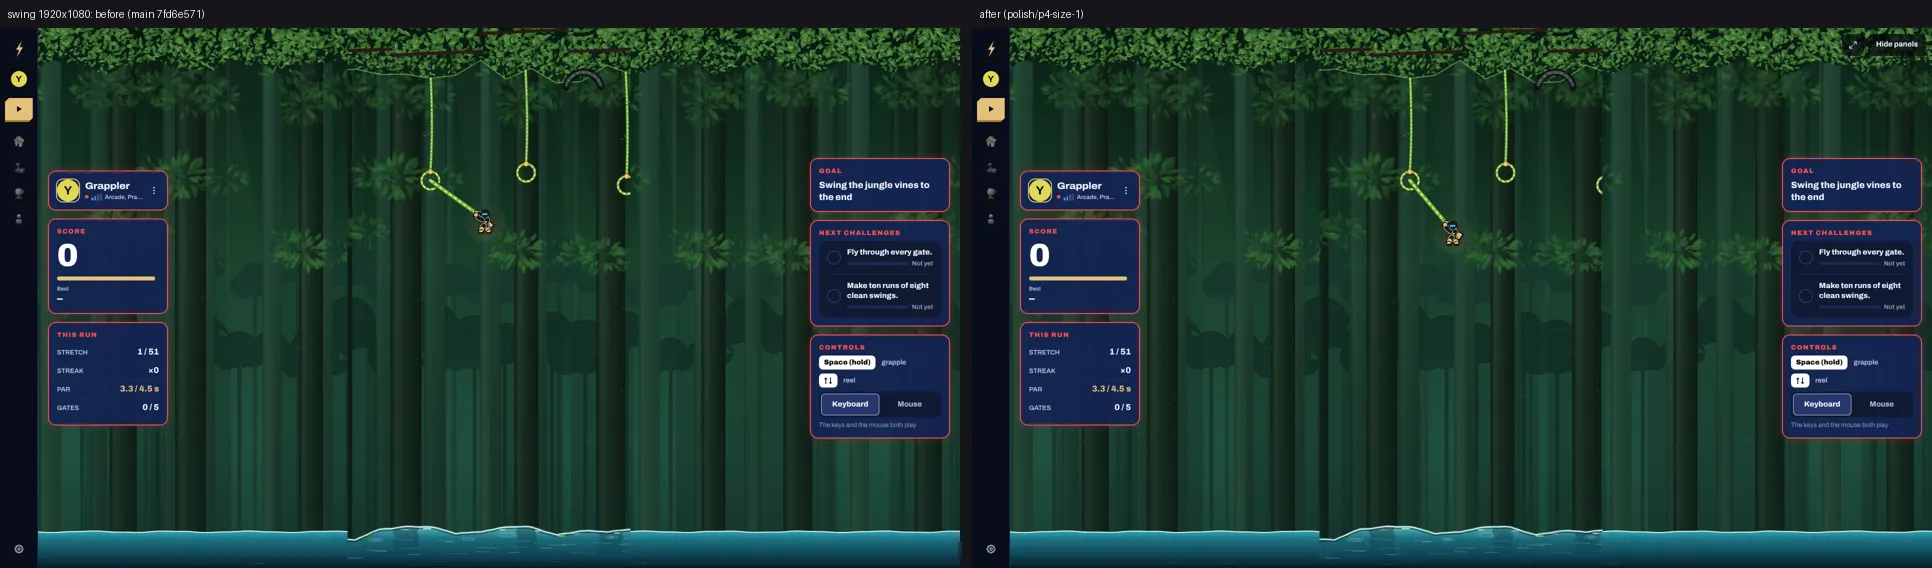 swing 1920x1080: before (main 7fd6e571)
Y
Y
Grappler
Arcade, Pra...
SCORE
0
Best
–
THIS RUN
STRETCH 1 / 51
STREAK ×0
PAR 3.3 / 4.5 s
GATES 0 / 5
GOAL
Swing the jungle vines to
the end
NEXT CHALLENGES
Fly through every gate.
Not yet
Make ten runs of eight
clean swings.
Not yet
CONTROLS
Space (hold) grapple
↑↓ reel
Keyboard Mouse
The keys and the mouse both play
after (polish/p4-size-1)
Hide panels
Y
Y
Grappler
Arcade, Pra...
SCORE
0
Best
–
THIS RUN
STRETCH 1 / 51
STREAK ×0
PAR 3.3 / 4.5 s
GATES 0 / 5
GOAL
Swing the jungle vines to
the end
NEXT CHALLENGES
Fly through every gate.
Not yet
Make ten runs of eight
clean swings.
Not yet
CONTROLS
Space (hold) grapple
↑↓ reel
Keyboard Mouse
The keys and the mouse both play